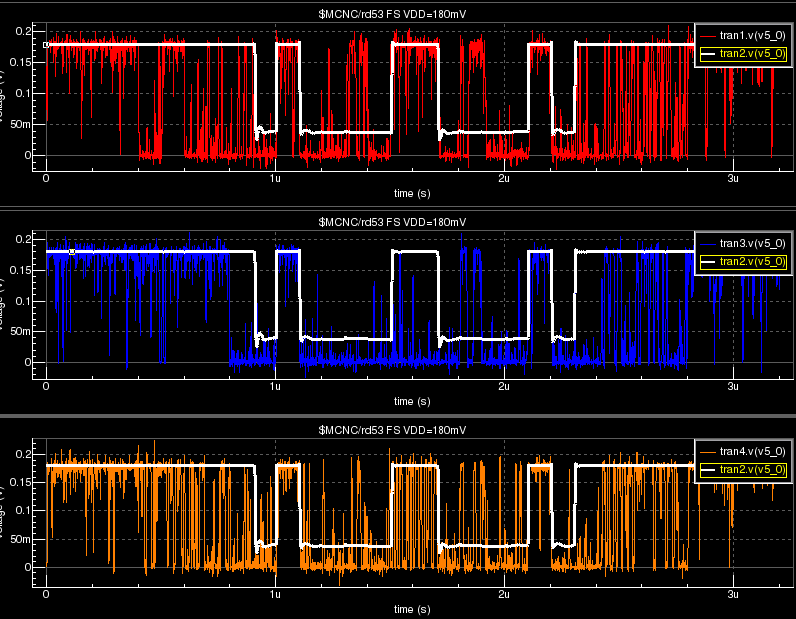 $MCNC/rd53 FS VDD=180mV
0.2
tran1.v(v5_0)
tran2.v(v5_0)
0.15
0.1
50m
0
0 1u 2u 3u
time (s)
$MCNC/rd53 FS VDD=180mV
0.2
tran3.v(v5_0)
tran2.v(v5_0)
0.15
0.1
50m
0
0 1u 2u 3u
time (s)
$MCNC/rd53 FS VDD=180mV
0.2
tran4.v(v5_0)
tran2.v(v5_0)
0.15
0.1
50m
0
0 1u 2u 3u
time (s)